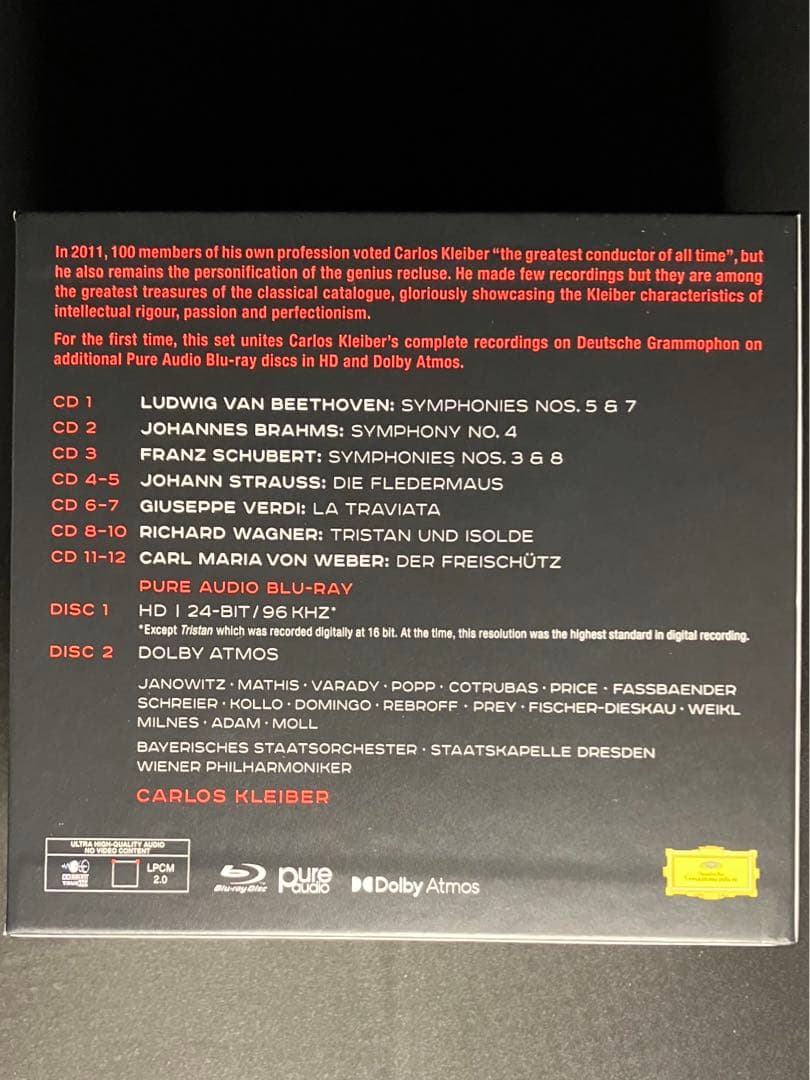 In 2011, 100 members of his own profession voted Carlos Kleiber “the greatest conductor of all time”, but
he also remains the personification of the genius recluse. He made few recordings but they are among
the greatest treasures of the classical catalogue, gloriously showcasing the Kleiber characteristics of
intellectual rigour, passion and perfectionism.
For the first time, this set unites Carlos Kleiber’s complete recordings on Deutsche Grammophon on
additional Pure Audio Blu-ray discs in HD and Dolby Atmos.
CD 1 LUDWIG VAN BEETHOVEN: SYMPHONIES NOS. 5 & 7
CD 2 JOHANNES BRAHMS: SYMPHONY NO. 4
CD 3 FRANZ SCHUBERT: SYMPHONIES NOS. 3 & 8
CD 4–5 JOHANN STRAUSS: DIE FLEDERMAUS
CD 6–7 GIUSEPPE VERDI: LA TRAVIATA
CD 8–10 RICHARD WAGNER: TRISTAN UND ISOLDE
CD 11–12 CARL MARIA VON WEBER: DER FREISCHÜTZ
PURE AUDIO BLU-RAY
DISC 1 HD | 24-BIT / 96 KHZ*
*Except Tristan which was recorded digitally at 16 bit. At the time, this resolution was the highest standard in digital recording.
DISC 2 DOLBY ATMOS
JANOWITZ · MATHIS · VARADY · POPP · COTRUBAS · PRICE · FASSBAENDER
SCHREIER · KOLLO · DOMINGO · REBROFF · PREY · FISCHER-DIESKAU · WEIKL
MILNES · ADAM · MOLL
BAYERISCHES STAATSORCHESTER · STAATSKAPELLE DRESDEN
WIENER PHILHARMONIKER
CARLOS KLEIBER
ULTRA HIGH-QUALITY AUDIO
NO VIDEO CONTENT
LPCM
2.0
Blu-ray Disc
pure
audio
Dolby Atmos
Deutsche
Grammophon